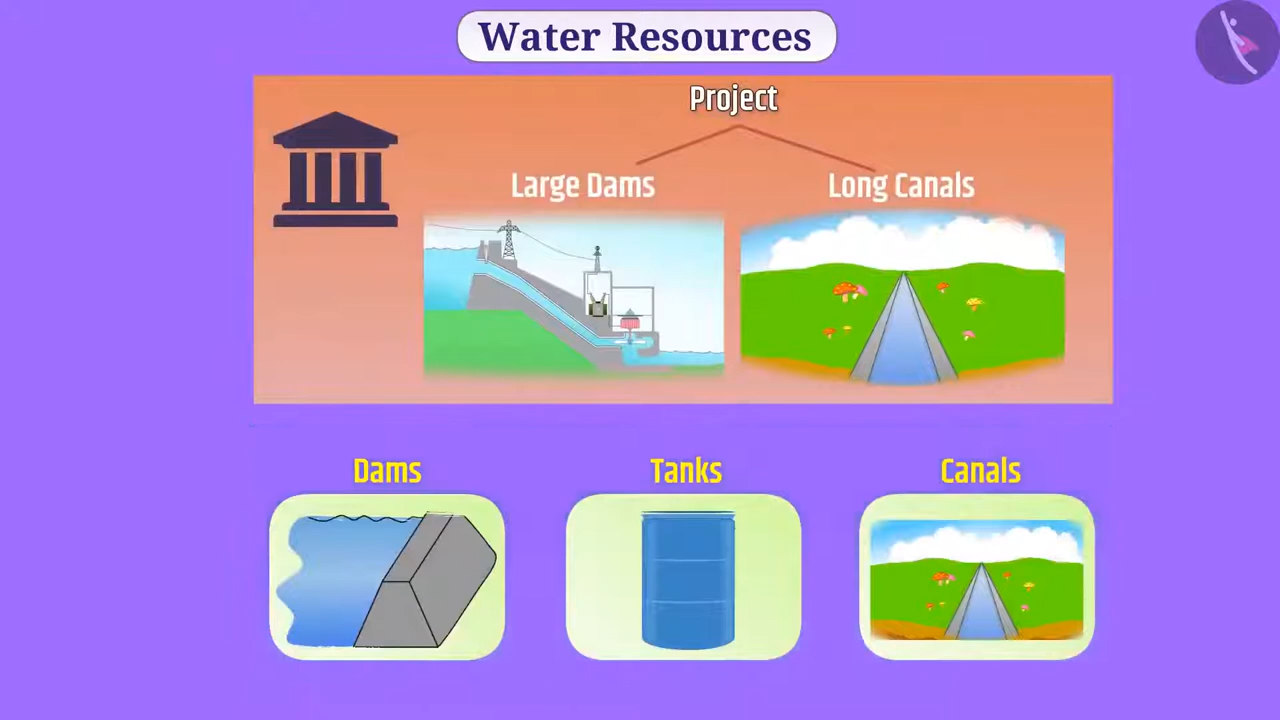 Water Resources
Project
Large Dams
Long Canals
Dams
Tanks
Canals